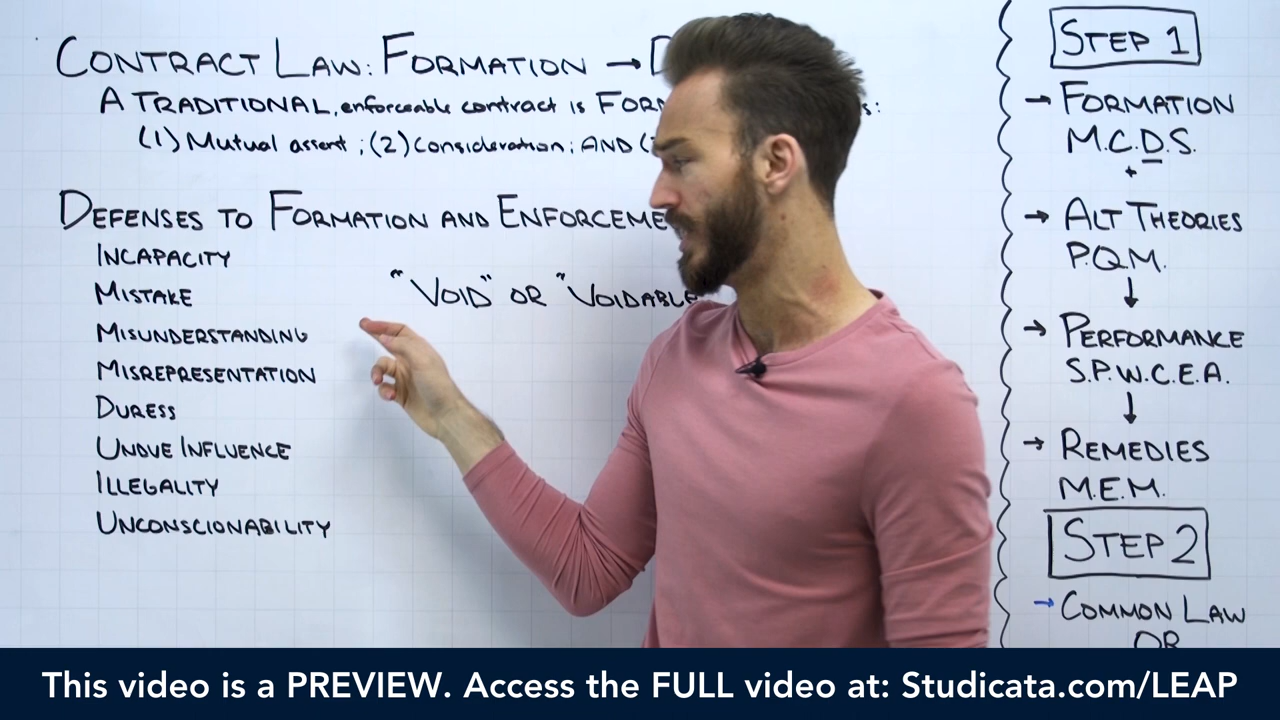 CONTRACT LAW: FORMATION →
A TRADITIONAL, enforceable contract is FOR
(1) Mutual assent; (2) Consideration; AND (
DEFENSES TO FORMATION AND ENFORCEME
INCAPACITY
MISTAKE
"VOID" OR "VOIDABLE
MISUNDERSTANDING
MISREPRESENTATION
DURESS
UNDUE INFLUENCE
ILLEGALITY
UNCONSCIONABILITY
STEP 1
→ FORMATION
M.C.D.S.
+
→ ALT THEORIES
P.Q.M.
↓
→ PERFORMANCE
S.P.W.C.E.A.
↓
→ REMEDIES
M.E.M.
STEP 2
→ COMMON LAW
OR
This video is a PREVIEW. Access the FULL video at: Studicata.com/LEAP